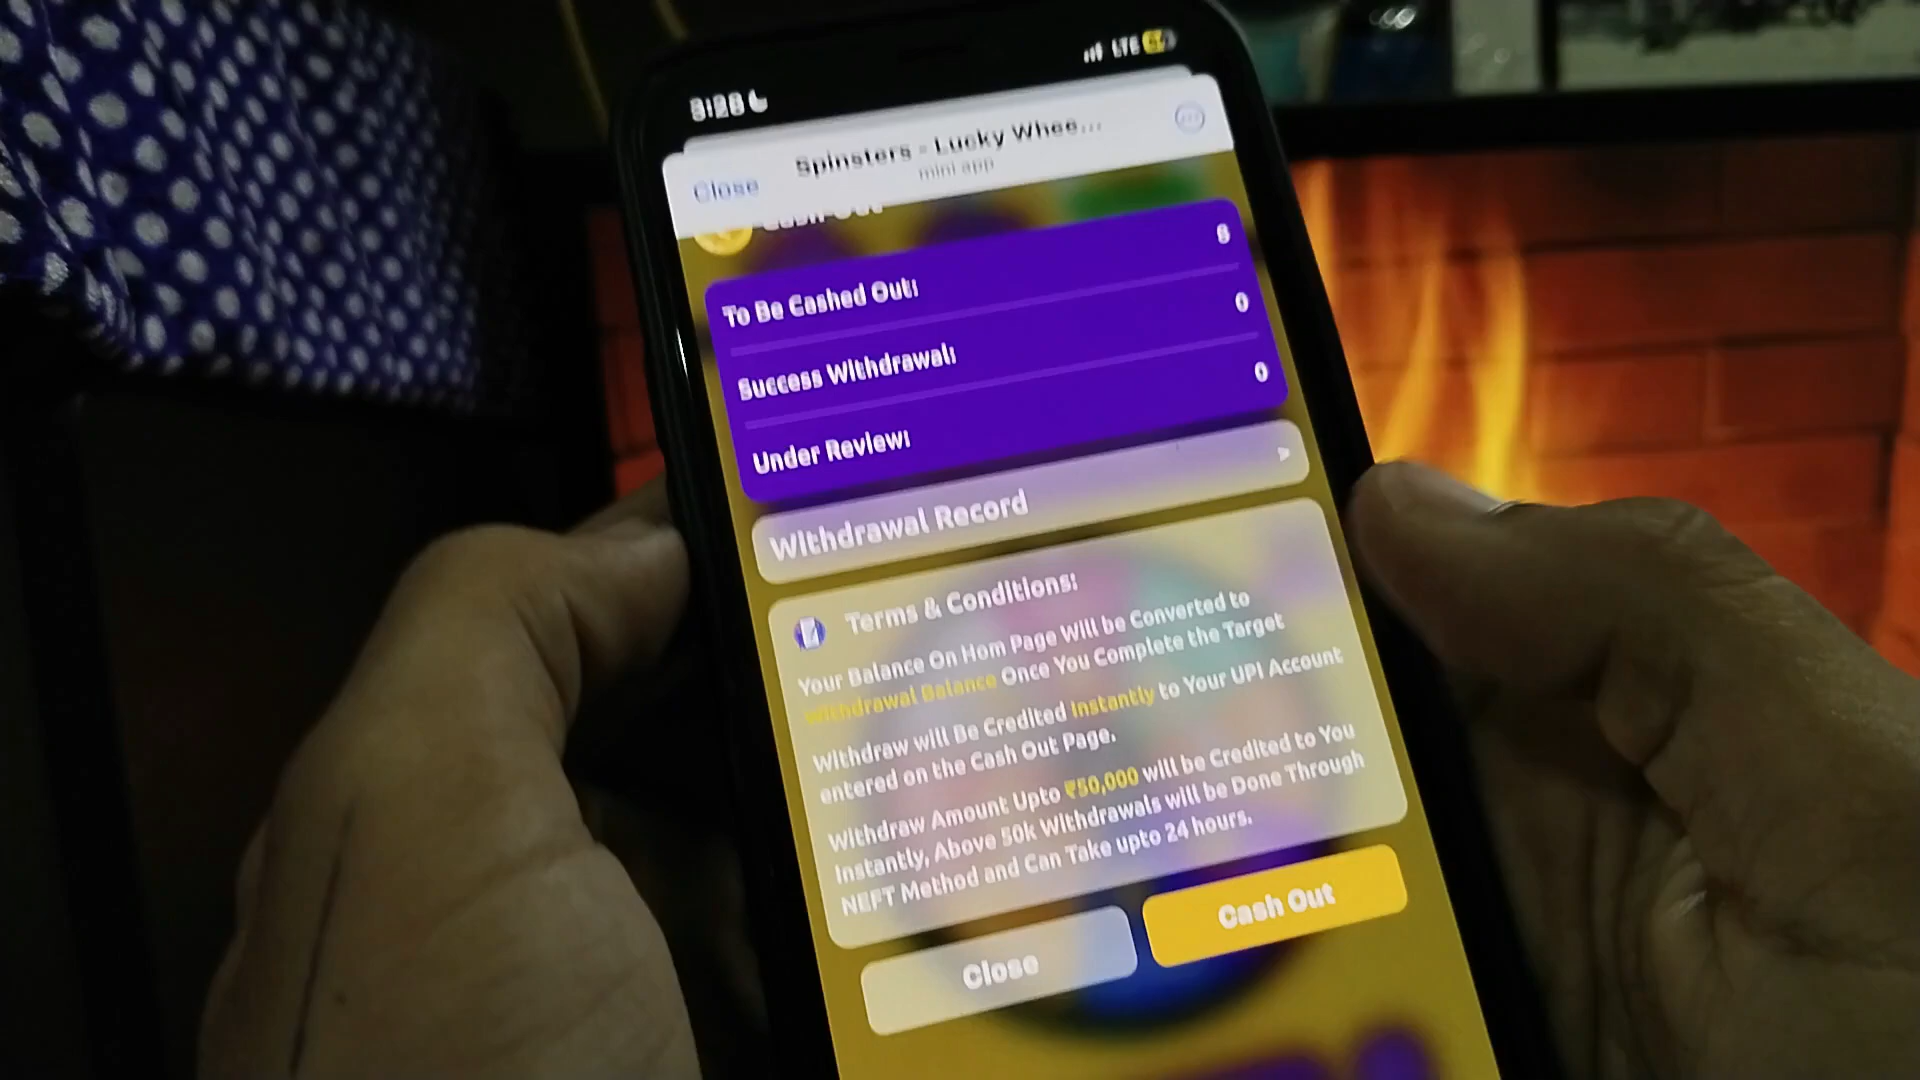 LTE
Close
Spinsters - Lucky Whee...
mini app
To Be Cashed Out:
Success Withdrawal:
0
Under Review:
0
Withdrawal Record
Terms & Conditions:
Your Balance On Hom Page Will be Converted to
Withdrawal Balance Once You Complete the Target
Withdraw will Be Credited Instantly to Your UPI Account
entered on the Cash Out Page.
Withdraw Amount Upto ₹50,000 will be Credited to You
Instantly, Above 50k Withdrawals will be Done Through
NEFT Method and Can Take upto 24 hours.
Close
Cash Out